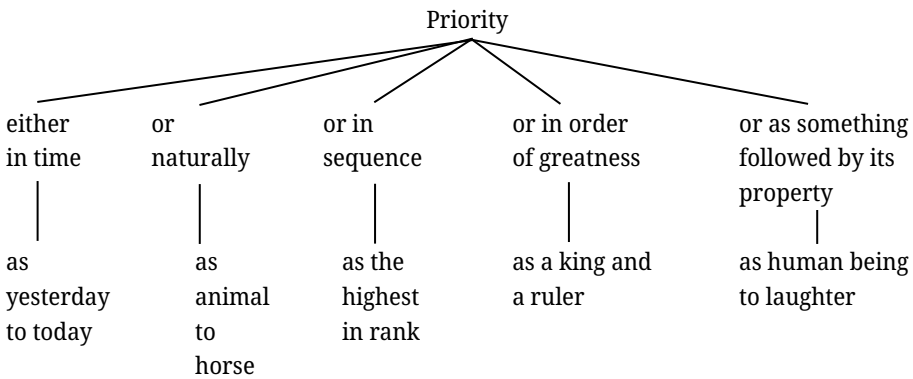 Priority
either
in time
or
naturally
or in
sequence
or in order
of greatness
or as something
followed by its
property
as
yesterday
to today
as
animal
to
horse
as the
highest
in rank
as a king and
a ruler
as human being
to laughter